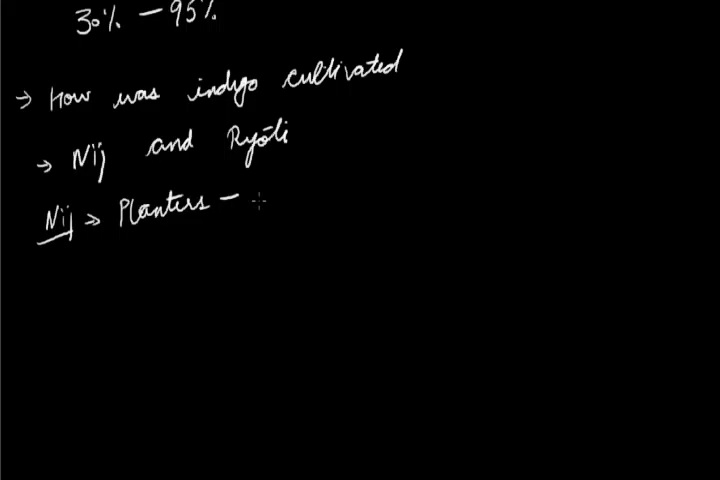 30% - 95%
→ How was indigo cultivated
→ Nij and Ryoti
Nij → Planters -